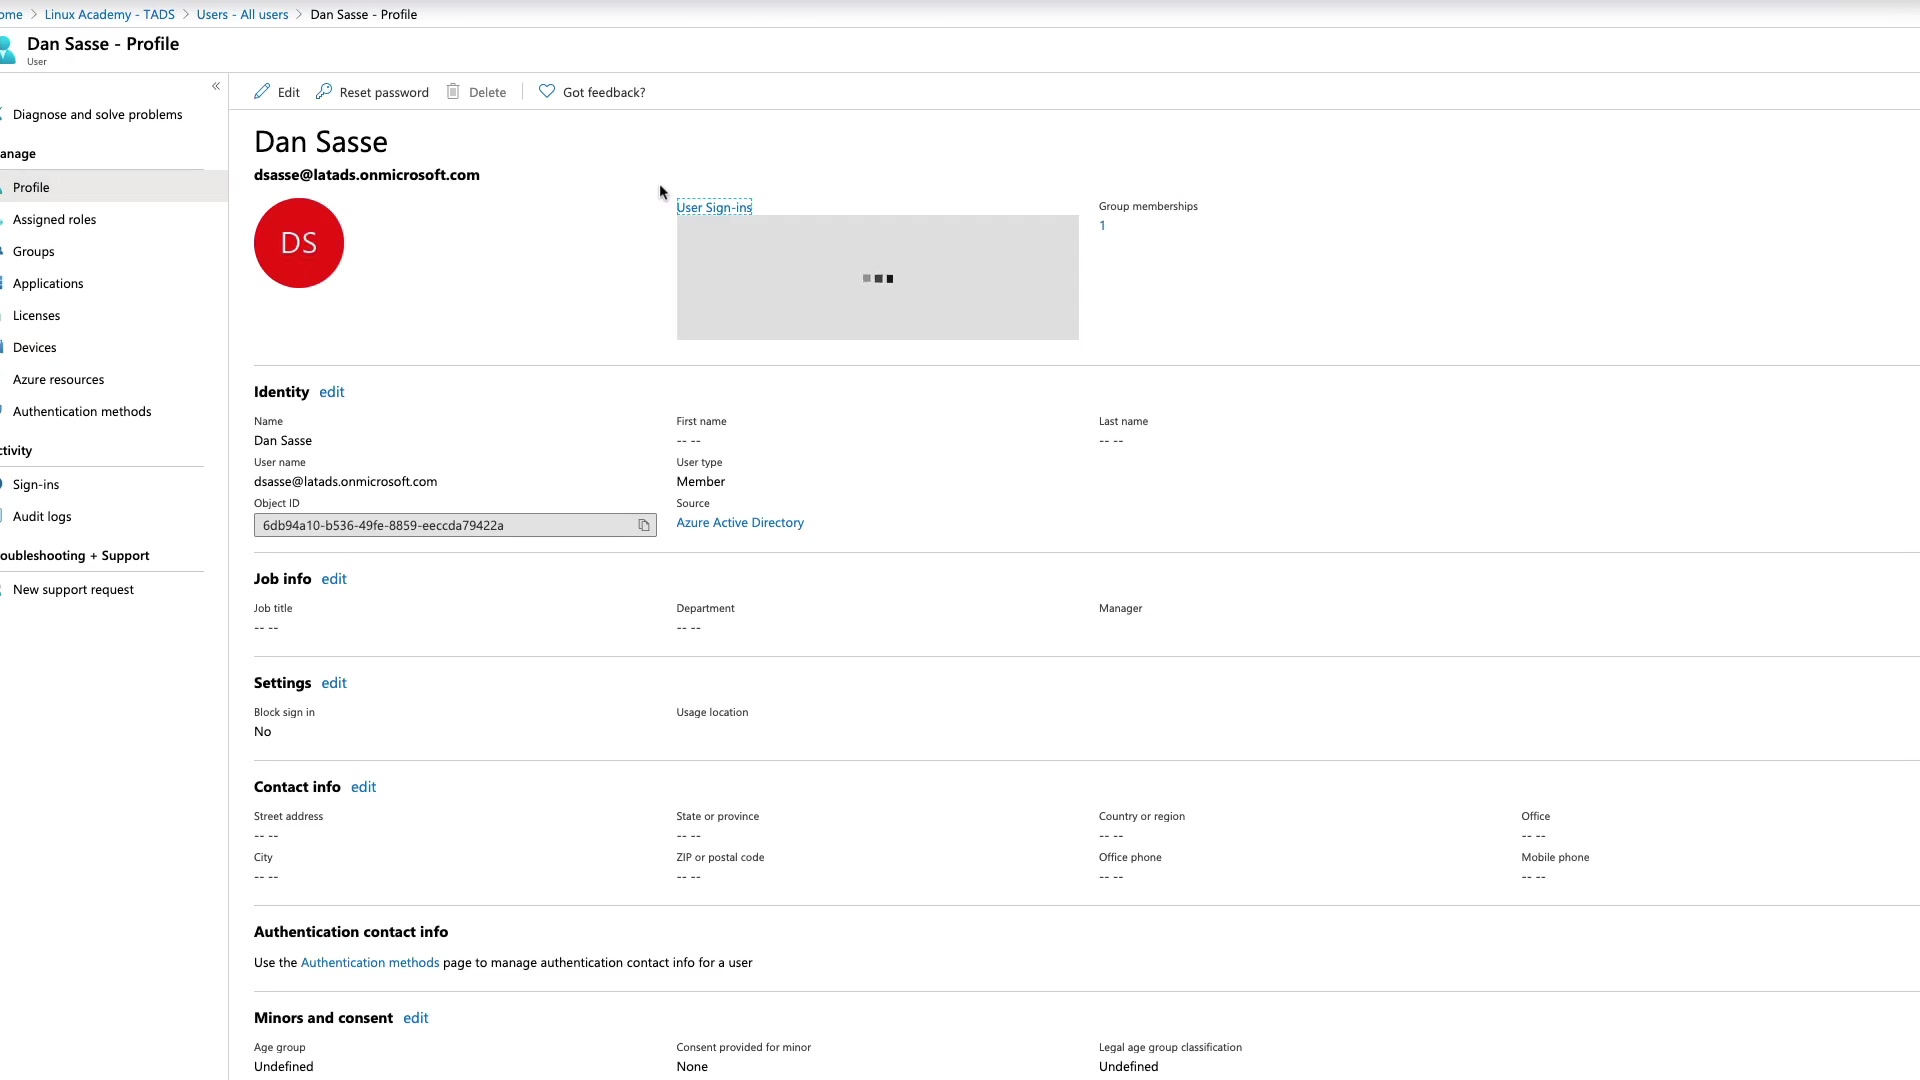 ome > Linux Academy - TADS > Users - All users > Dan Sasse - Profile
Dan Sasse - Profile
User
«
Diagnose and solve problems
anage
Profile
Assigned roles
Groups
Applications
Licenses
Devices
Azure resources
Authentication methods
ctivity
Sign-ins
Audit logs
oubleshooting + Support
New support request
Edit Reset password Delete Got feedback?
Dan Sasse
dsasse@latads.onmicrosoft.com
DS
User Sign-ins
Group memberships
1
Identity edit
Name First name Last name
Dan Sasse -- -- -- --
User name User type
dsasse@latads.onmicrosoft.com Member
Object ID Source
6db94a10-b536-49fe-8859-eeccda79422a Azure Active Directory
Job info edit
Job title Department Manager
-- -- -- --
Settings edit
Block sign in Usage location
No
Contact info edit
Street address State or province Country or region Office
-- -- -- -- -- -- -- --
City ZIP or postal code Office phone Mobile phone
-- -- -- -- -- -- -- --
Authentication contact info
Use the Authentication methods page to manage authentication contact info for a user
Minors and consent edit
Age group Consent provided for minor Legal age group classification
Undefined None Undefined